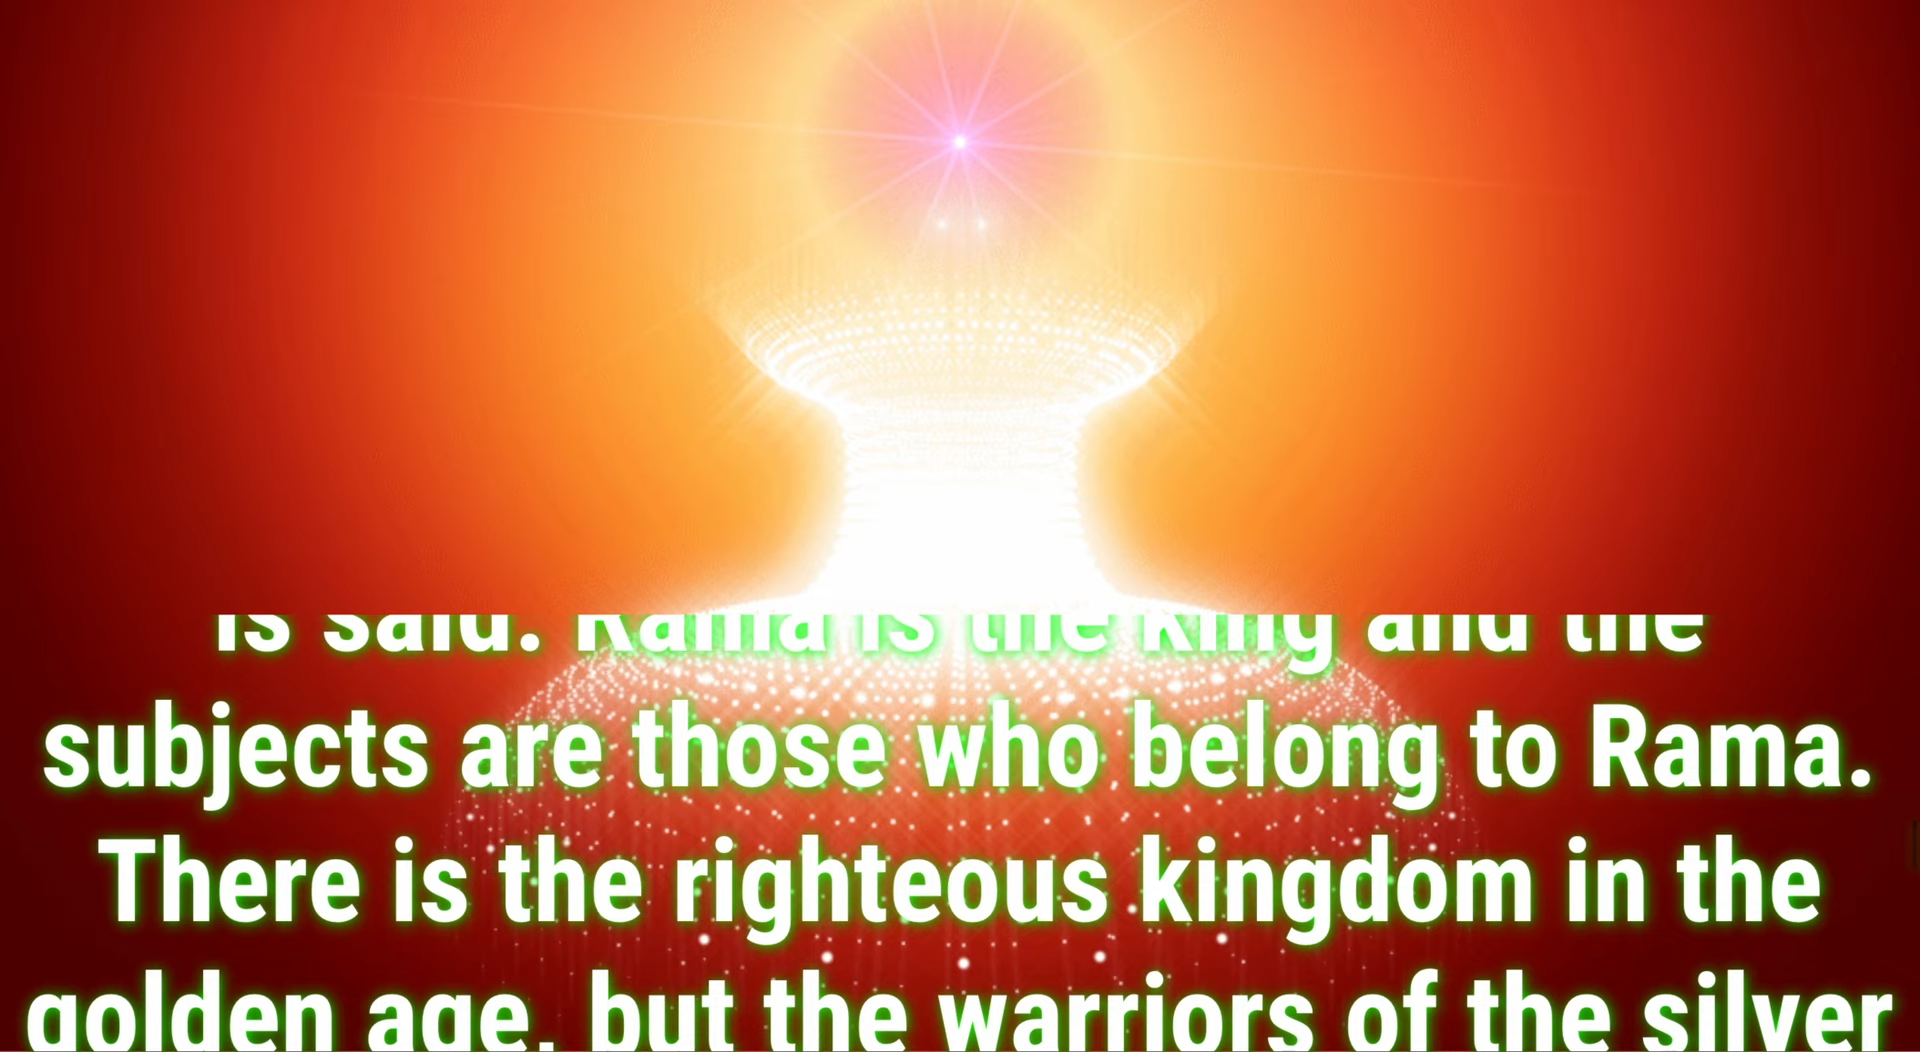 is said. Rama is the king and the
subjects are those who belong to Rama.
There is the righteous kingdom in the
golden age, but the warriors of the silver